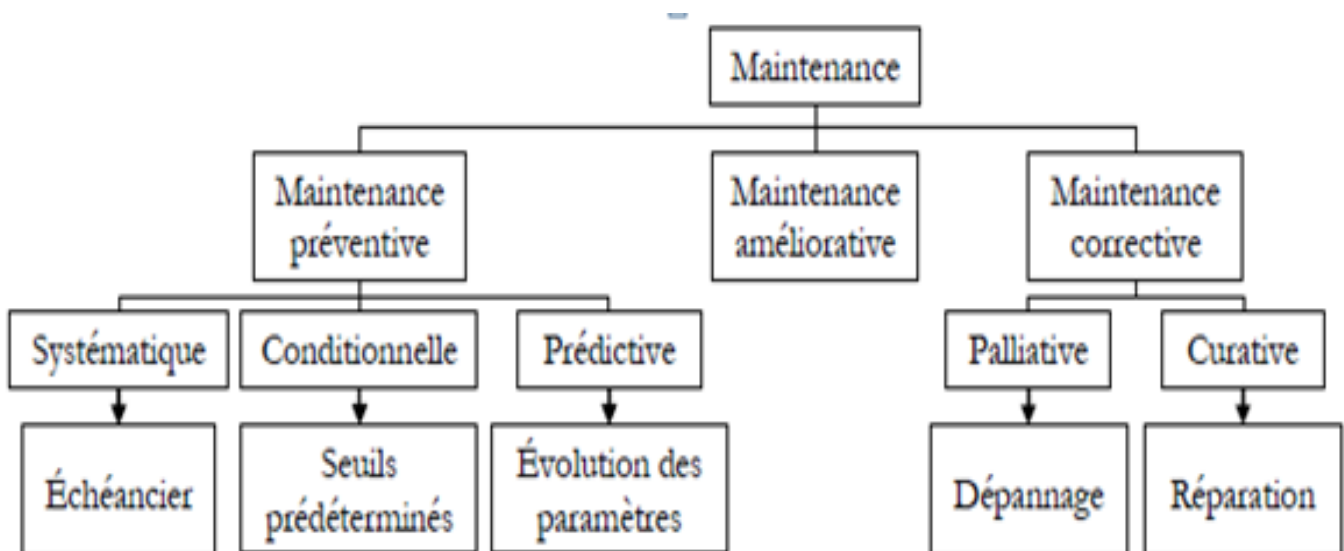 Maintenance
Maintenance
préventive
Maintenance
améliorative
Maintenance
corrective
Systématique
Conditionnelle
Prédictive
Palliative
Curative
Échéancier
Seuils
prédéterminés
Évolution des
paramètres
Dépannage
Réparation